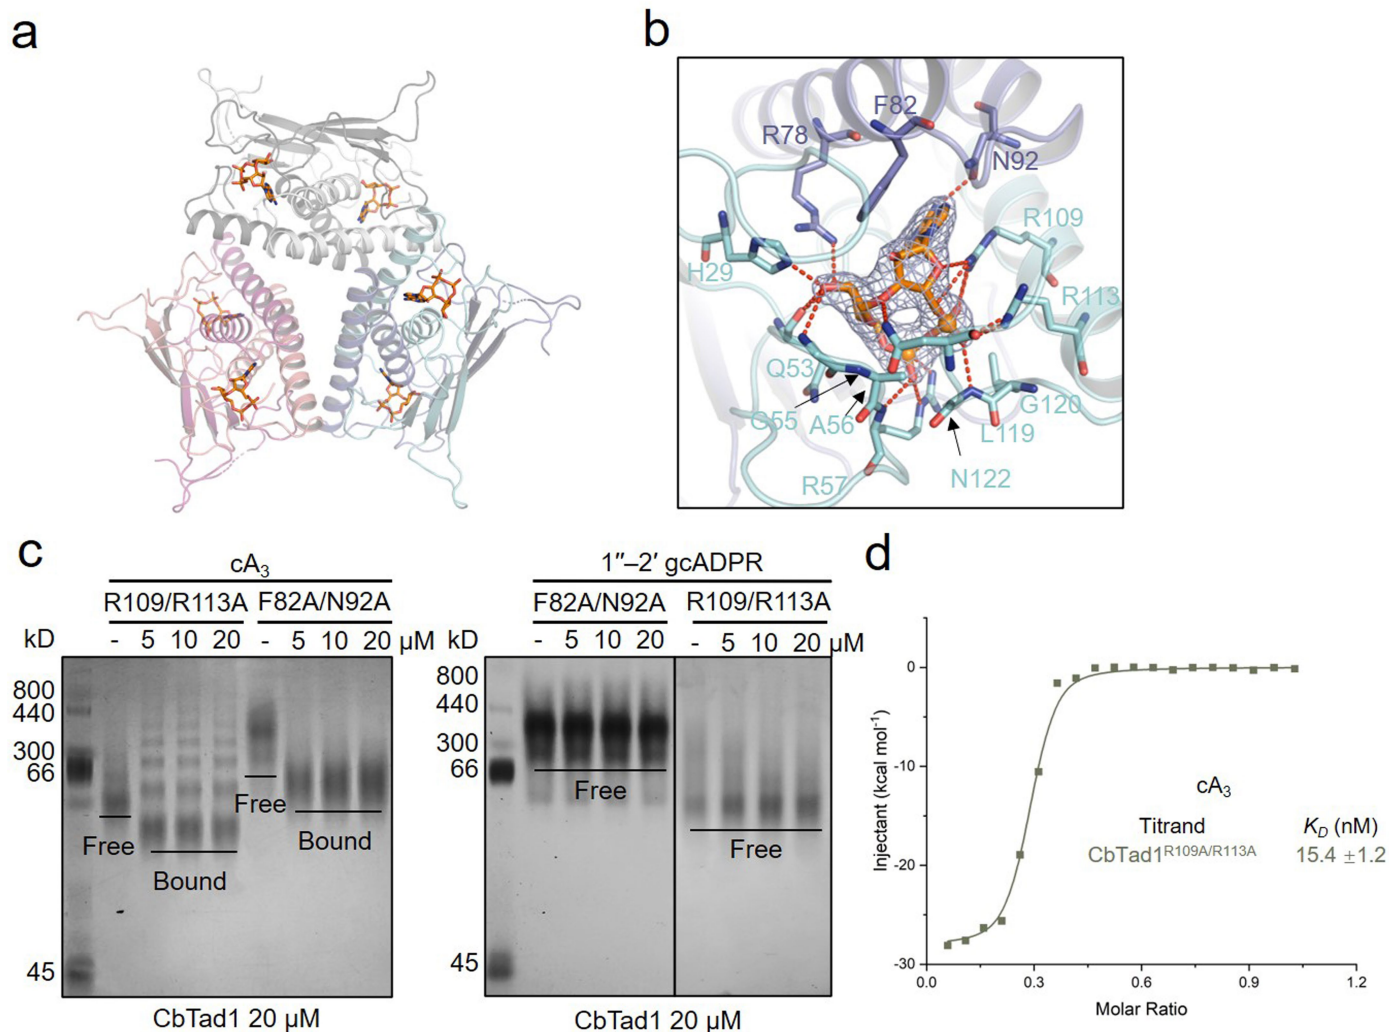 a
b
R78
F82
N92
R109
H29
R113
Q53
G55
A56
G120
L119
R57
N122
c
cA₃
R109/R113A F82A/N92A
kD - 5 10 20 - 5 10 20 μM
800
440
300
66
45
Free
Bound
Free
Bound
CbTad1 20 μM
1″–2′ gcADPR
F82A/N92A R109/R113A
kD - 5 10 20 - 5 10 20 μM
800
440
300
66
45
Free
Free
CbTad1 20 μM
d
Injectant (kcal mol⁻¹)
0
-10
-20
-30
0.0 0.3 0.6 0.9 1.2
Molar Ratio
cA₃
Titrand K_D (nM)
CbTad1ᴿ¹⁰⁹ᴬ/ᴿ¹¹³ᴬ 15.4 ±1.2